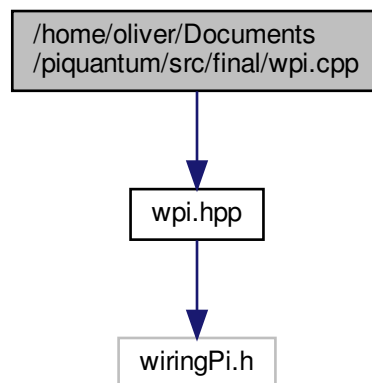 /home/oliver/Documents
/piquantum/src/final/wpi.cpp
wpi.hpp
wiringPi.h